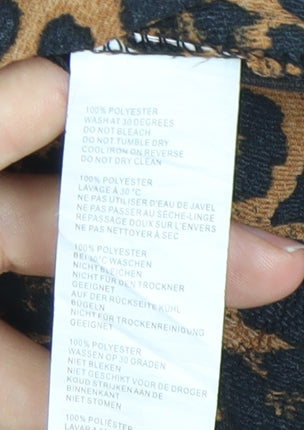 100% POLYESTER
WASH AT 30 DEGREES
DO NOT BLEACH
DO NOT TUMBLE DRY
COOL IRON ON REVERSE
DO NOT DRY CLEAN
100% POLYESTER
LAVAGE À 30 °C
NE PAS UTILISER D'EAU DE JAVEL
NE PAS PASSER AU SÈCHE-LINGE
REPASSAGE DOUX SUR L'ENVERS
NE PAS NETTOYER À SEC
100% POLYESTER
BEI 30°C WASCHEN
NICHT BLEICHEN
NICHT FÜR DEN TROCKNER
GEEIGNET
AUF DER RÜCKSEITE KÜHL
BÜGELN
NICHT FÜR TROCKENREINIGUNG
GEEIGNET
100% POLYESTER
WASSEN OP 30 GRADEN
NIET BLEKEN
NIET GESCHIKT VOOR DE DROGER
KOUD STRIJKEN AAN DE
BINNENKANT
NIET STOMEN
100% POLIÉSTER